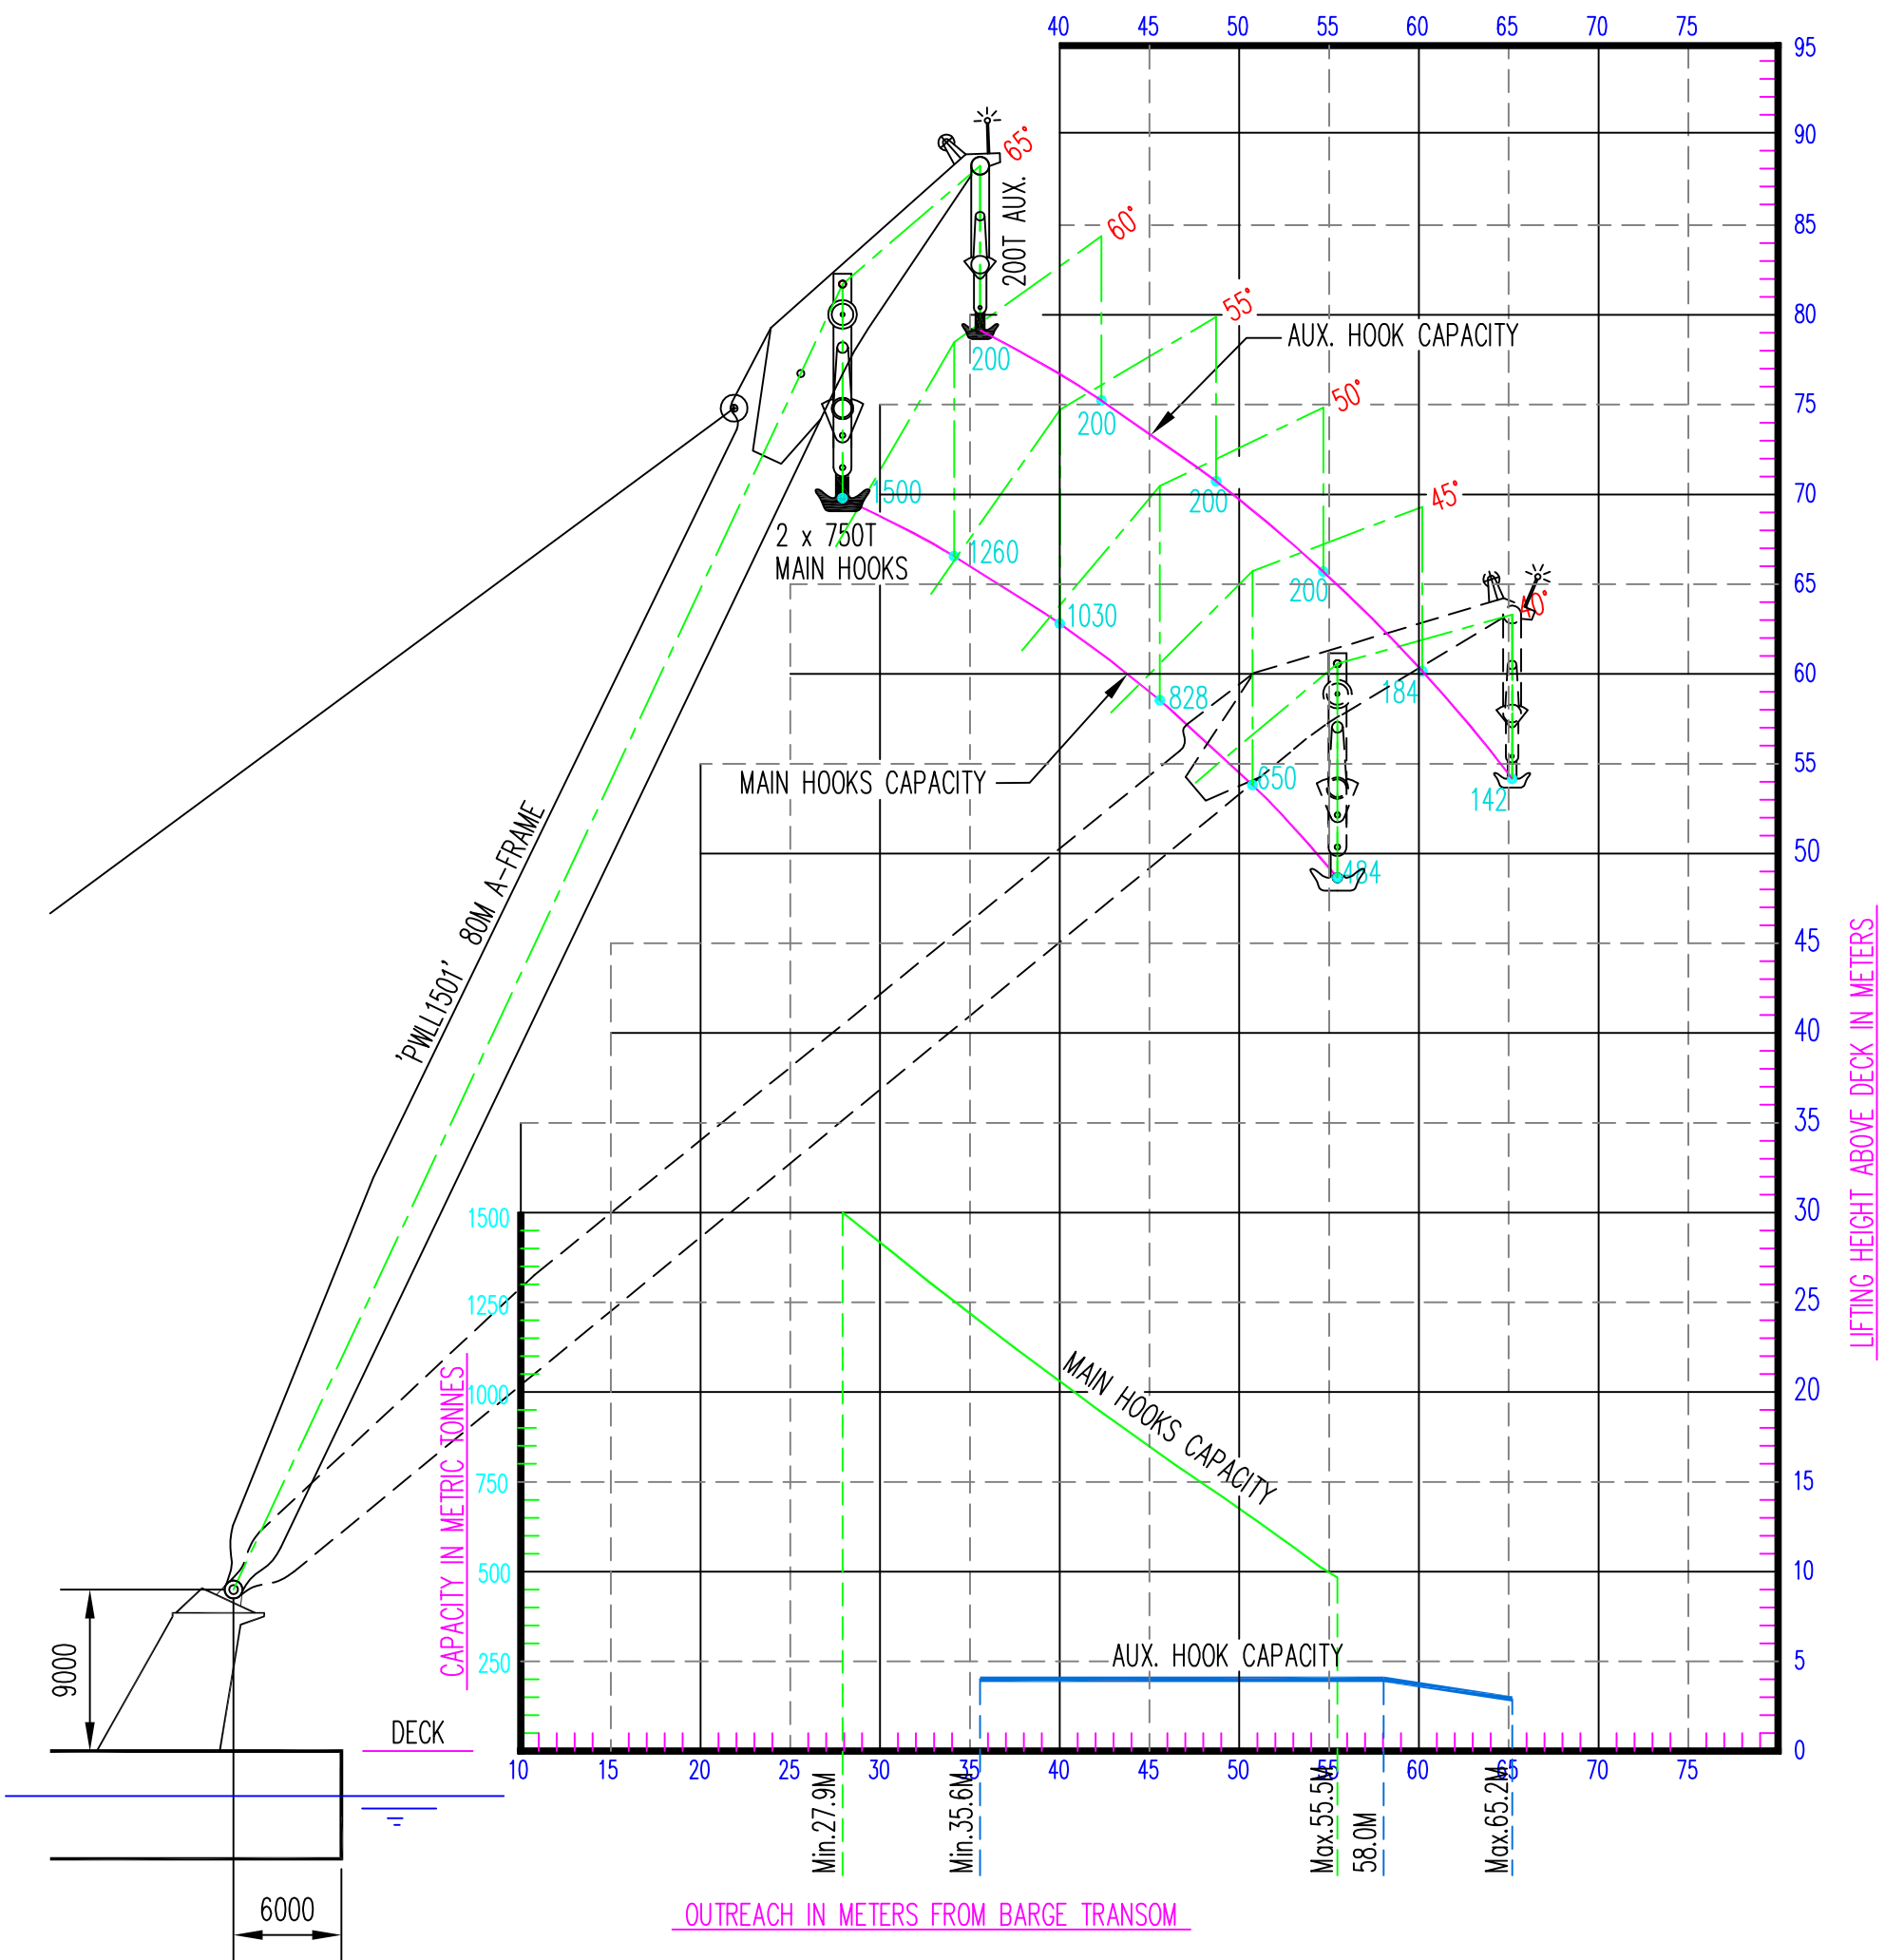 40 45 50 55 60 65 70 75
95
90
85
80
75
70
65
60
55
50
45
40
35
30
25
20
15
10
5
0
65°
60°
55°
50°
45°
40°
200T AUX.
AUX. HOOK CAPACITY
200
200
200
200
184
142
1500
1260
1030
828
650
484
2 x 750T
MAIN HOOKS
MAIN HOOKS CAPACITY
'PWLL1501' 80M A-FRAME
LIFTING HEIGHT ABOVE DECK IN METERS
1500
1250
1000
750
500
250
CAPACITY IN METRIC TONNES
MAIN HOOKS CAPACITY
AUX. HOOK CAPACITY
9000
DECK
6000
10 15 20 25 30 35 40 45 50 55 60 65 70 75
Min.27.9M
Min.35.6M
Max.55.5M
58.0M
Max.65.2M
OUTREACH IN METERS FROM BARGE TRANSOM